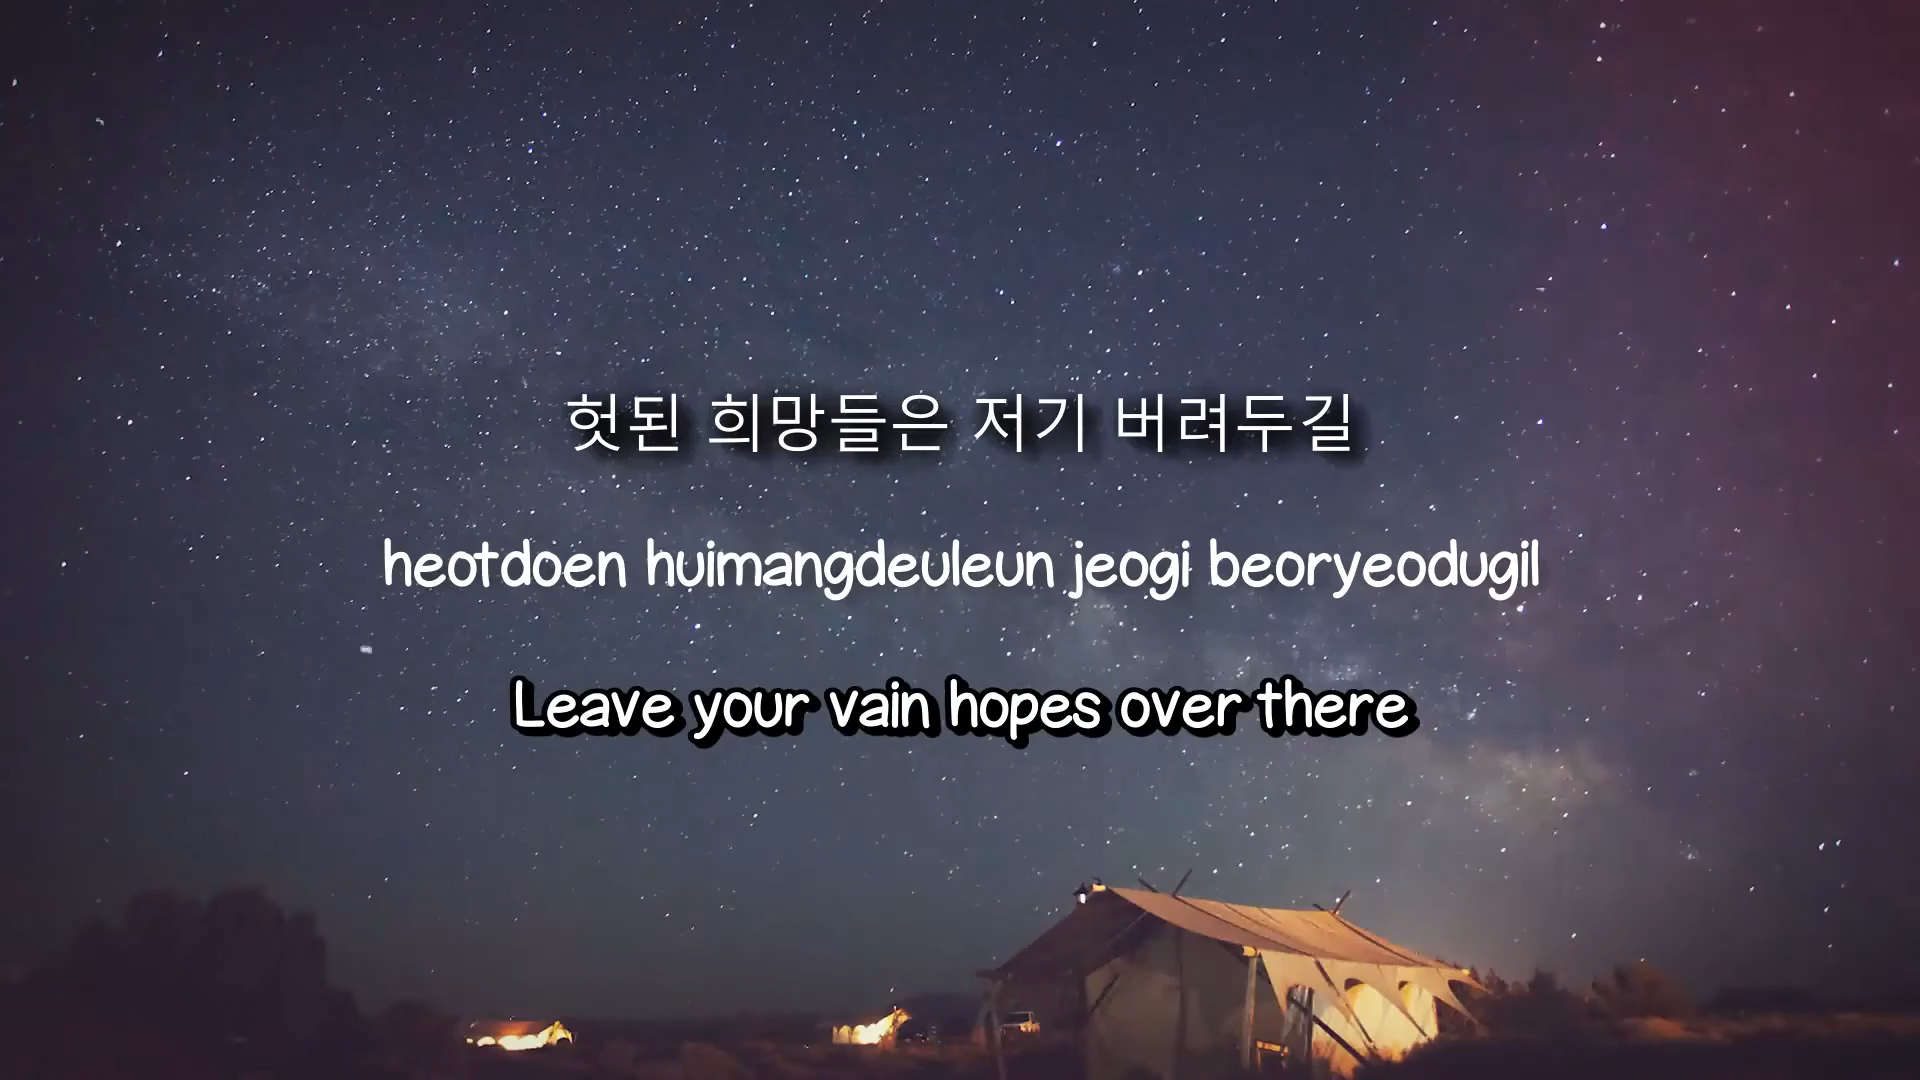 헛된 희망들은 저기 버려두길
heotdoen huimangdeuleun jeogi beoryeodugil
Leave your vain hopes over there